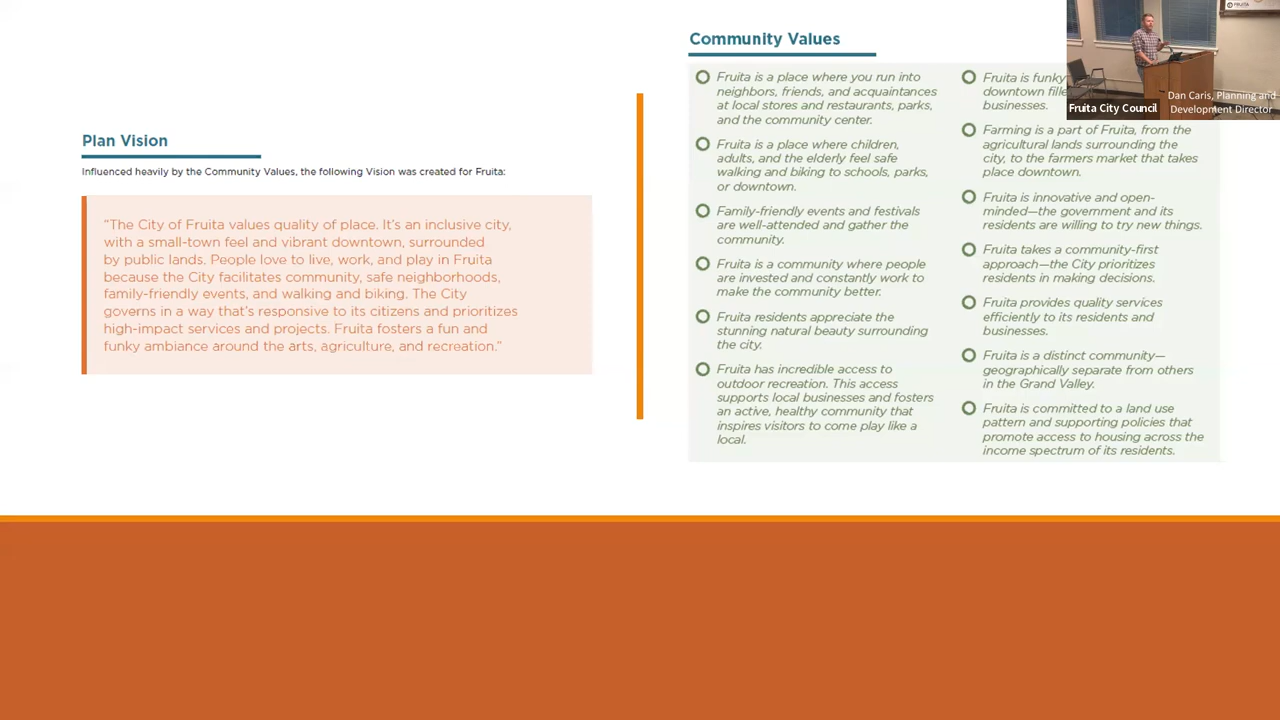 Plan Vision
Influenced heavily by the Community Values, the following Vision was created for Fruita:
“The City of Fruita values quality of place. It’s an inclusive city,
with a small-town feel and vibrant downtown, surrounded
by public lands. People love to live, work, and play in Fruita
because the City facilitates community, safe neighborhoods,
family-friendly events, and walking and biking. The City
governs in a way that’s responsive to its citizens and prioritizes
high-impact services and projects. Fruita fosters a fun and
funky ambiance around the arts, agriculture, and recreation.”
Community Values
Fruita is a place where you run into
neighbors, friends, and acquaintances
at local stores and restaurants, parks,
and the community center.
Fruita is a place where children,
adults, and the elderly feel safe
walking and biking to schools, parks,
or downtown.
Family-friendly events and festivals
are well-attended and gather the
community.
Fruita is a community where people
are invested and constantly work to
make the community better.
Fruita residents appreciate the
stunning natural beauty surrounding
the city.
Fruita has incredible access to
outdoor recreation. This access
supports local businesses and fosters
an active, healthy community that
inspires visitors to come play like a
local.
Fruita is funky
downtown fille
businesses.
Farming is a part of Fruita, from the
agricultural lands surrounding the
city, to the farmers market that takes
place downtown.
Fruita is innovative and open-
minded—the government and its
residents are willing to try new things.
Fruita takes a community-first
approach—the City prioritizes
residents in making decisions.
Fruita provides quality services
efficiently to its residents and
businesses.
Fruita is a distinct community—
geographically separate from others
in the Grand Valley.
Fruita is committed to a land use
pattern and supporting policies that
promote access to housing across the
income spectrum of its residents.
FRUITA
Dan Caris, Planning and
Development Director
Fruita City Council